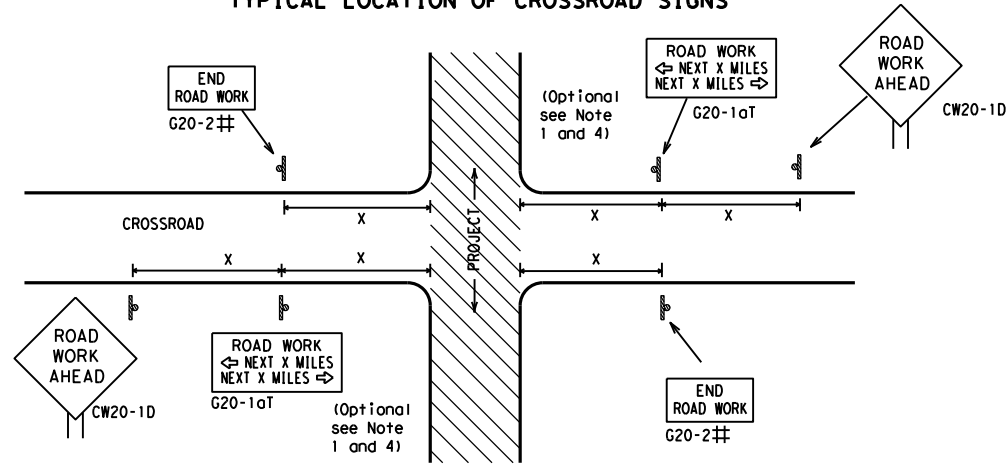 TYPICAL LOCATION OF CROSSROAD SIGNS
END
ROAD WORK
G20-2#
(Optional
see Note
1 and 4)
ROAD WORK
⇦ NEXT X MILES
NEXT X MILES ⇨
G20-1aT
ROAD
WORK
AHEAD
CW20-1D
X
X
X
CROSSROAD
PROJECT
X
X
X
ROAD
WORK
AHEAD
CW20-1D
ROAD WORK
⇦ NEXT X MILES
NEXT X MILES ⇨
G20-1aT
(Optional
see Note
1 and 4)
END
ROAD WORK
G20-2#